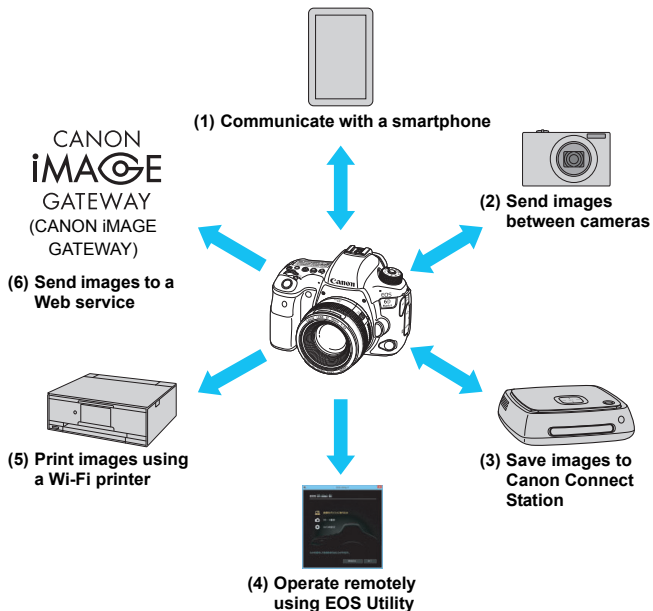 (1) Communicate with a smartphone
CANON
iMAGE
GATEWAY
(CANON iMAGE
GATEWAY)
(2) Send images
between cameras
(6) Send images to a
Web service
Canon
EOS
6D
(5) Print images using
a Wi-Fi printer
(3) Save images to
Canon Connect
Station
(4) Operate remotely
using EOS Utility